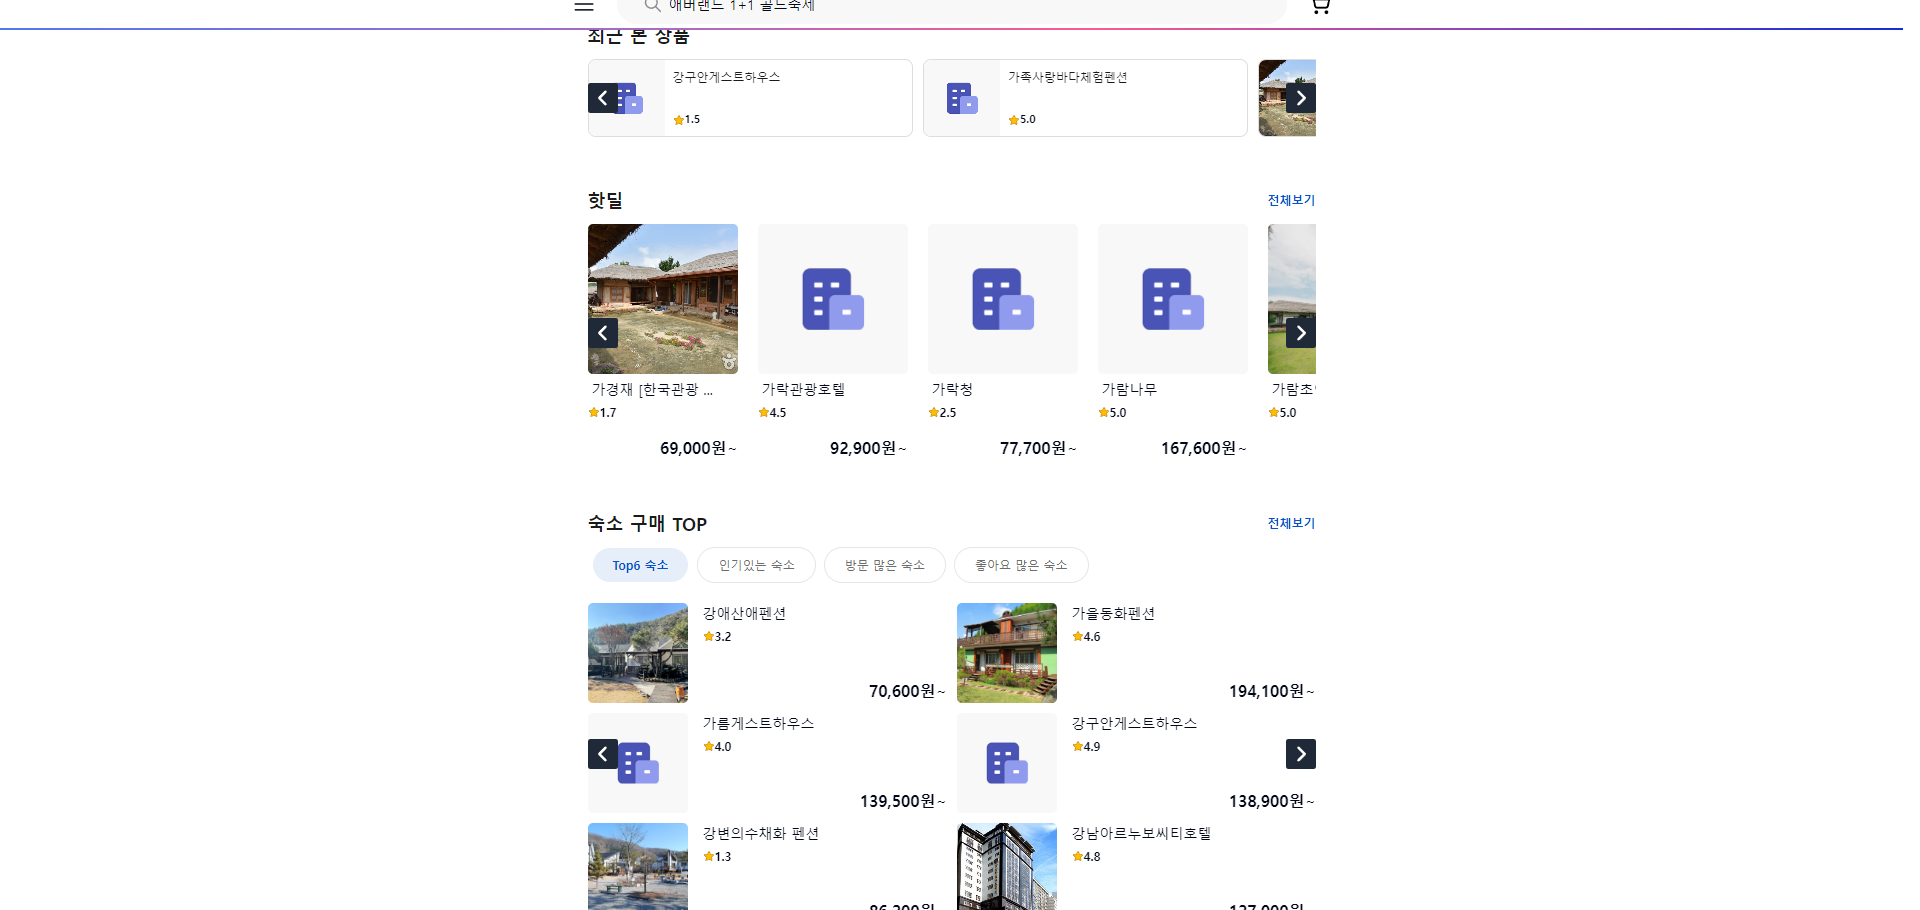 에버랜드 1+1 골드축제
최근 본 상품
강구안게스트하우스
1.5
가족사랑바다체험펜션
5.0
핫딜
전체보기
가경재 [한국관광 ...
1.7
69,000원~
가락관광호텔
4.5
92,900원~
가락청
2.5
77,700원~
가람나무
5.0
167,600원~
가람초
5.0
숙소 구매 TOP
전체보기
Top6 숙소
인기있는 숙소
방문 많은 숙소
좋아요 많은 숙소
강애산애펜션
3.2
70,600원~
가을동화펜션
4.6
194,100원~
가름게스트하우스
4.0
139,500원~
강구안게스트하우스
4.9
138,900원~
강변의수채화 펜션
1.3
강남아르누보씨티호텔
4.8